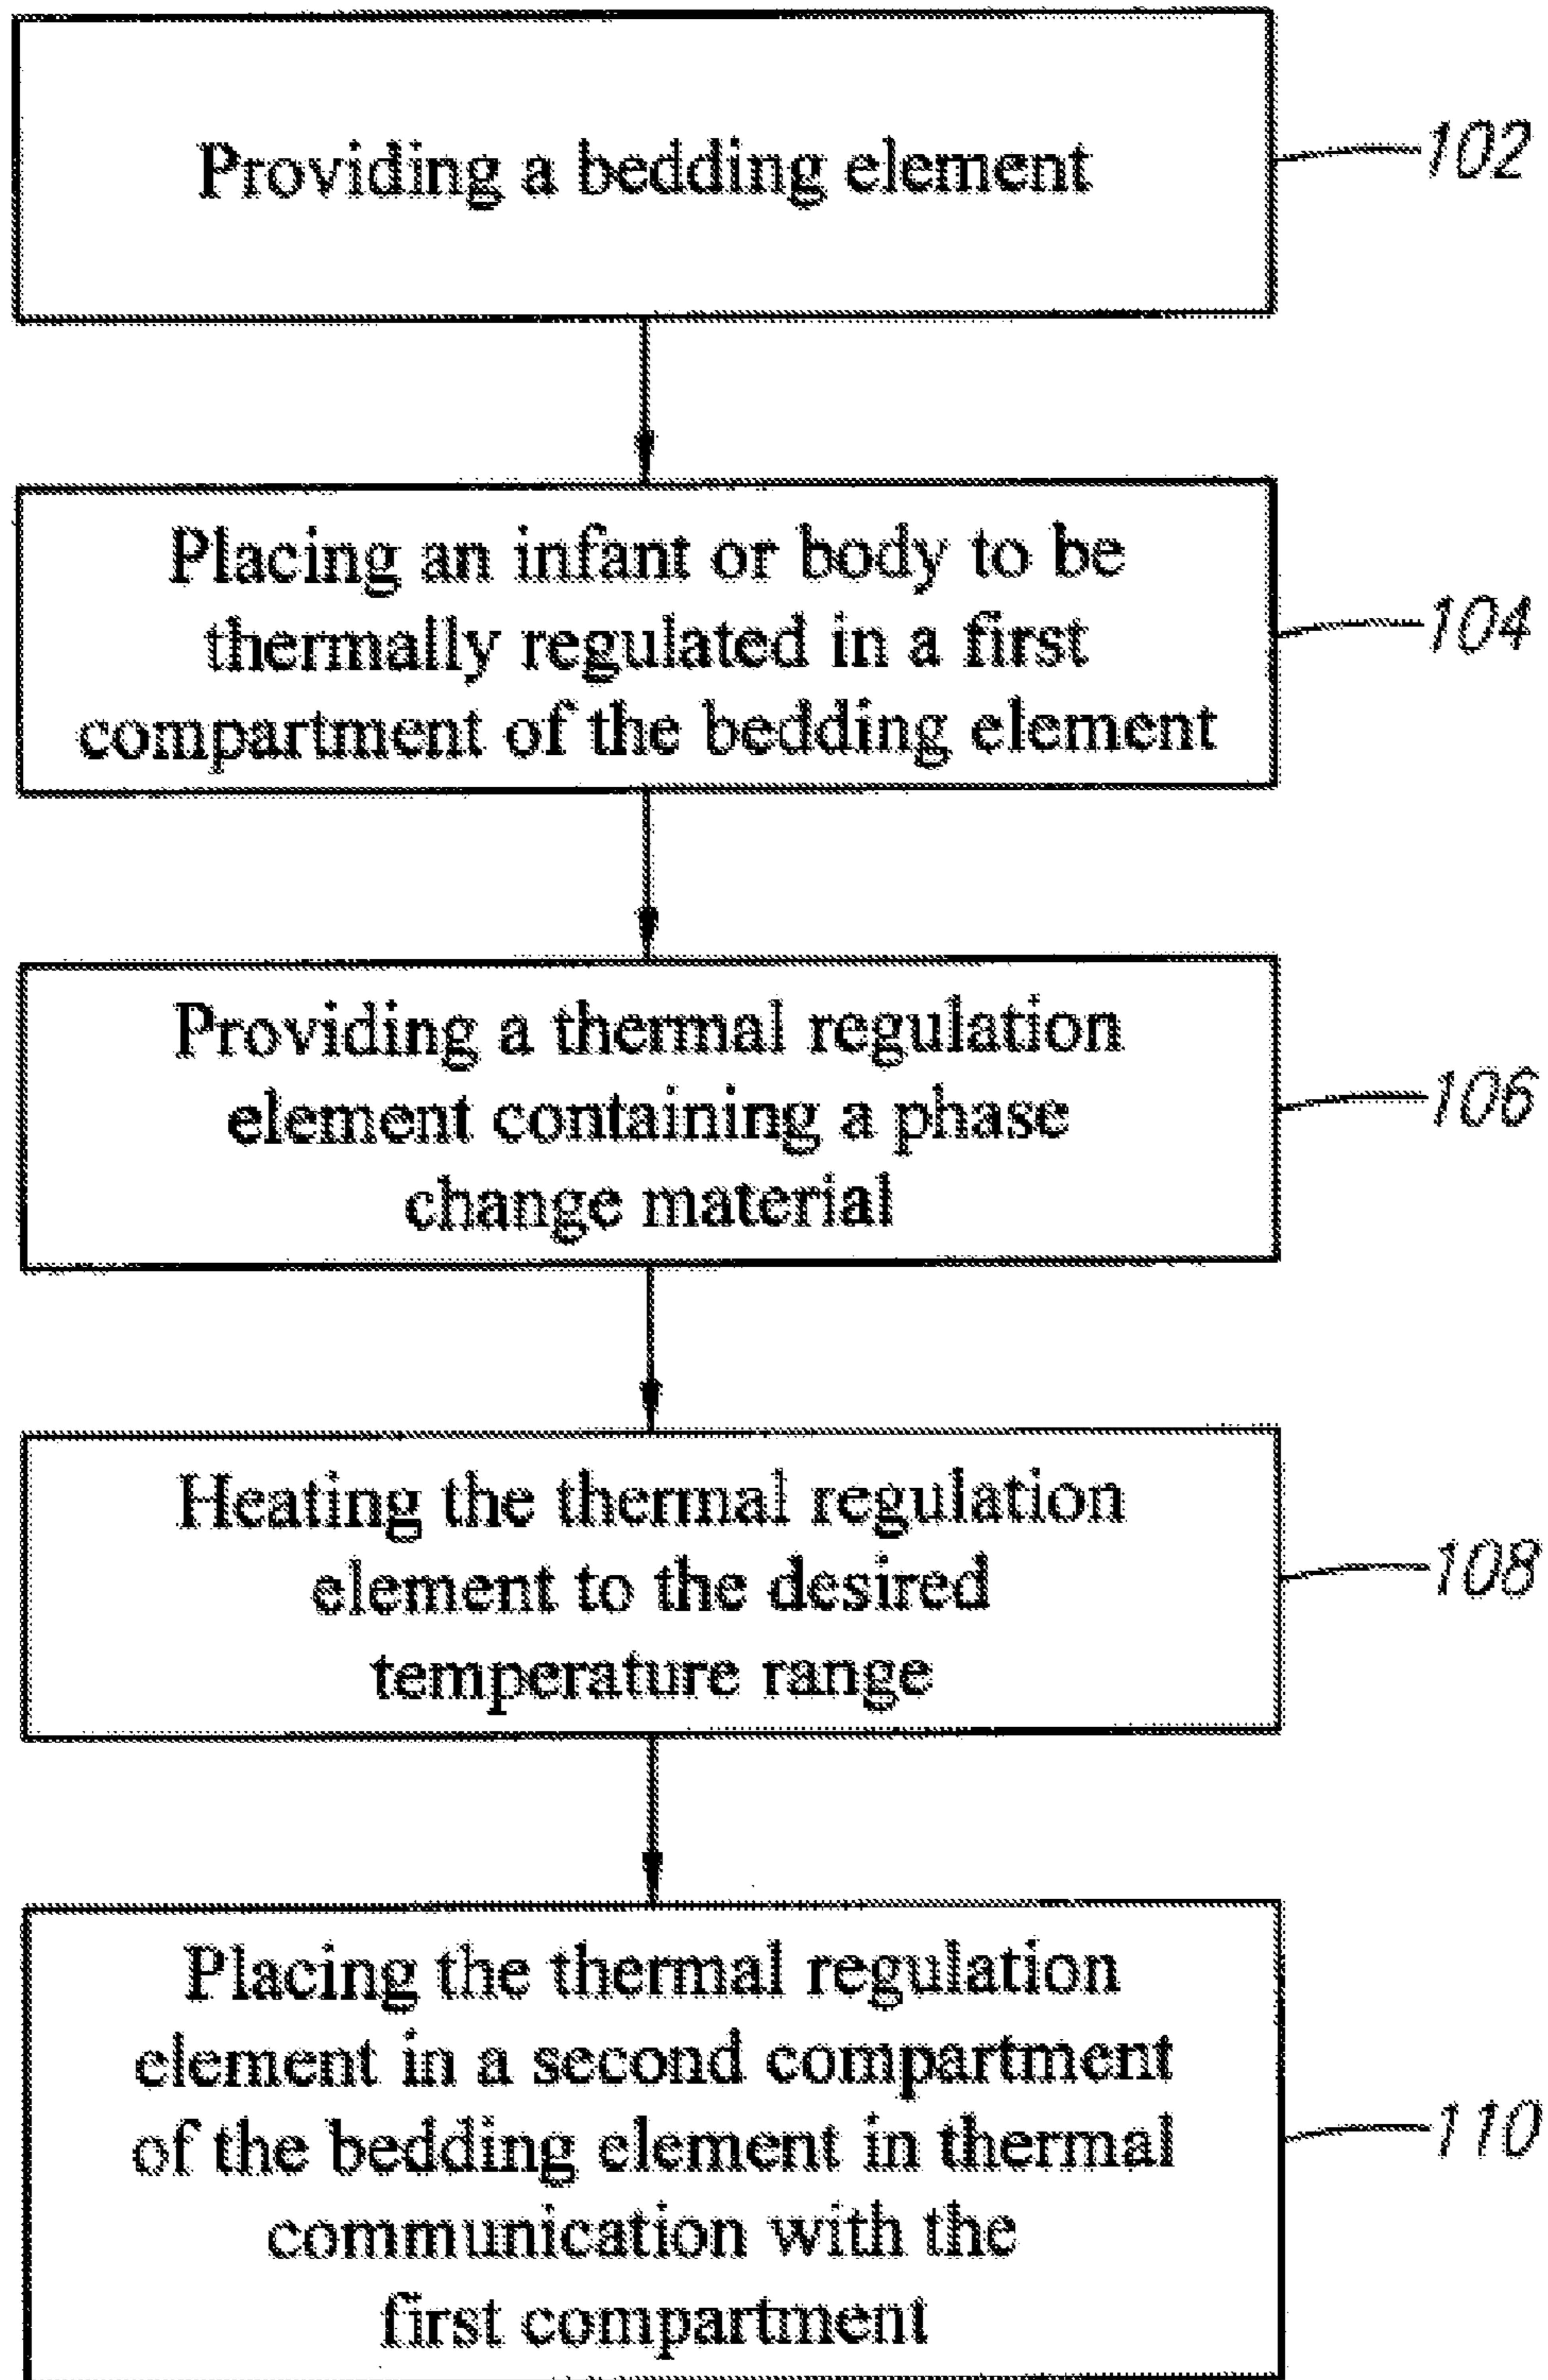 Providing a bedding element
102
Placing an infant or body to be
thermally regulated in a first
compartment of the bedding element
104
Providing a thermal regulation
element containing a phase
change material
106
Heating the thermal regulation
element to the desired
temperature range
108
Placing the thermal regulation
element in a second compartment
of the bedding element in thermal
communication with the
first compartment
110